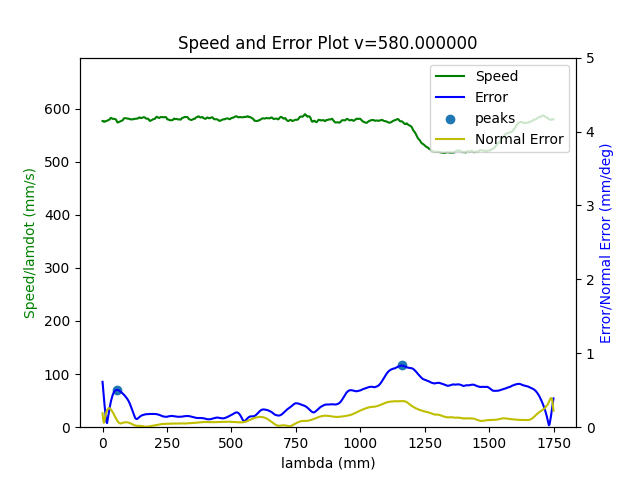 Speed and Error Plot v=580.000000
Speed
Error
peaks
Normal Error
Speed/lamdot (mm/s)
600
500
400
300
200
100
0
5
4
3
2
1
0
Error/Normal Error (mm/deg)
0 250 500 750 1000 1250 1500 1750
lambda (mm)